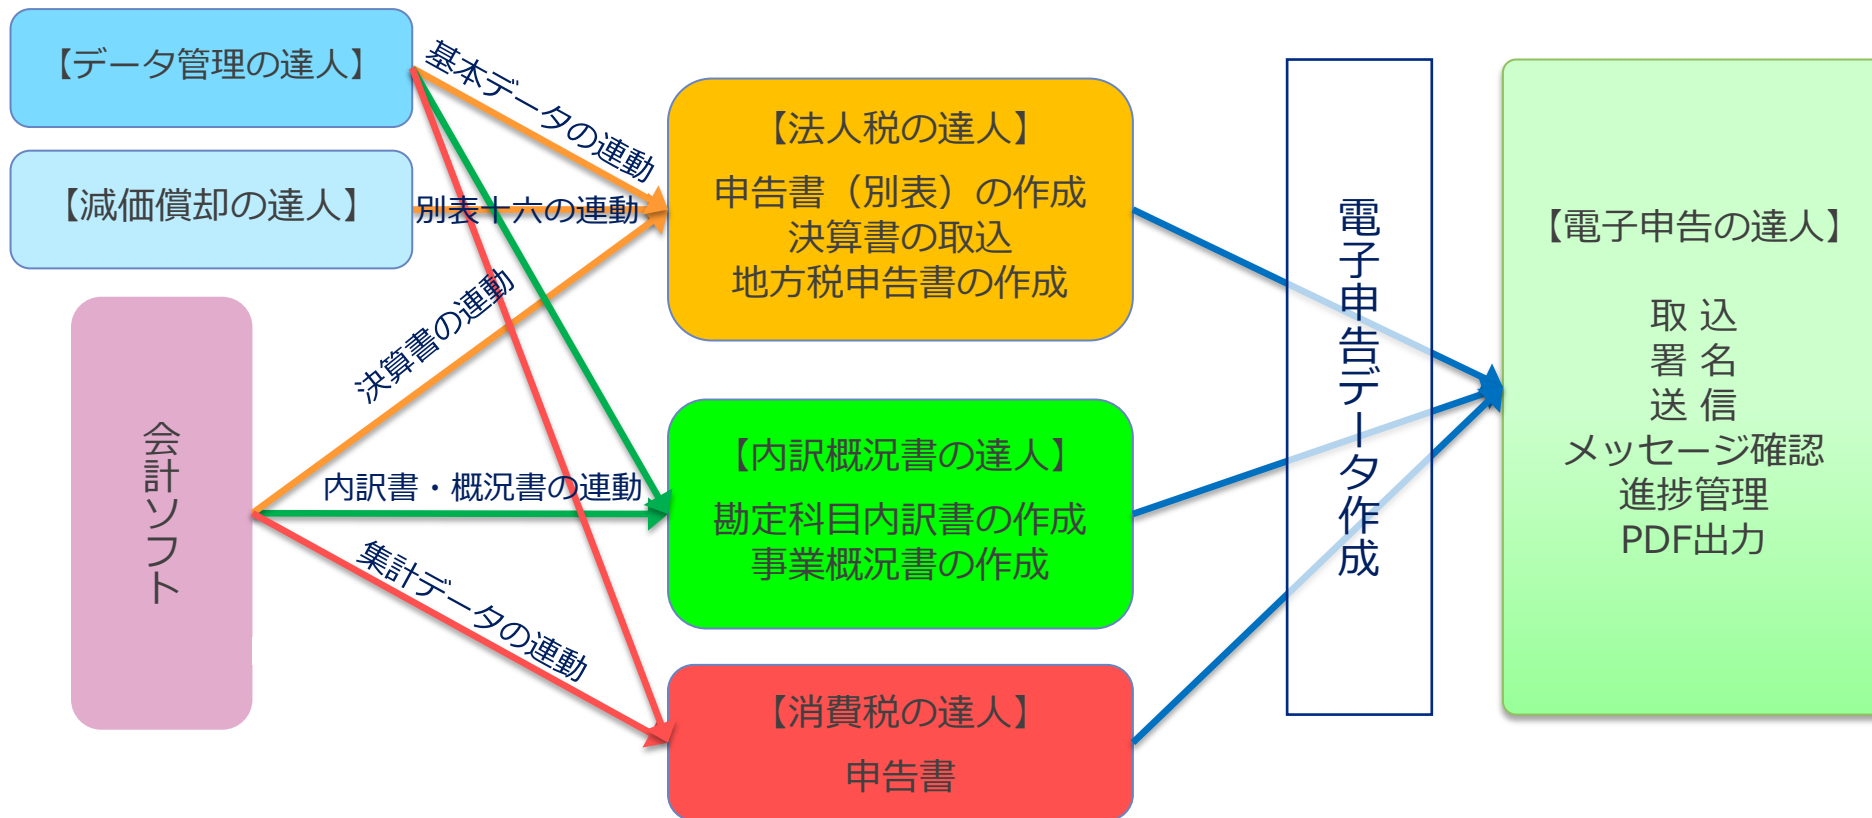 【データ管理の達人】
【減価償却の達人】
会計ソフト
基本データの連動
別表十六の連動
決算書の連動
内訳書・概況書の連動
集計データの連動
【法人税の達人】
申告書（別表）の作成
決算書の取込
地方税申告書の作成
【内訳概況書の達人】
勘定科目内訳書の作成
事業概況書の作成
【消費税の達人】
申告書
電子申告データ作成
【電子申告の達人】
取 込
署 名
送 信
メッセージ確認
進捗管理
PDF出力